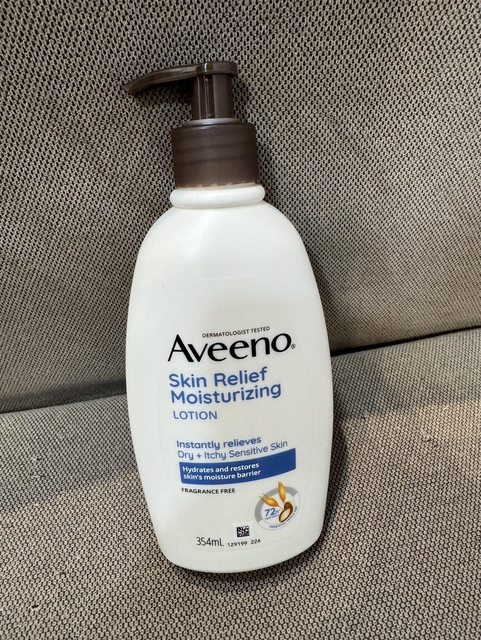 DERMATOLOGIST TESTED
Aveeno®
Skin Relief
Moisturizing
LOTION
Instantly relieves
Dry + Itchy Sensitive Skin
Hydrates and restores
skin's moisture barrier
FRAGRANCE FREE
72
354mL 129199 22A